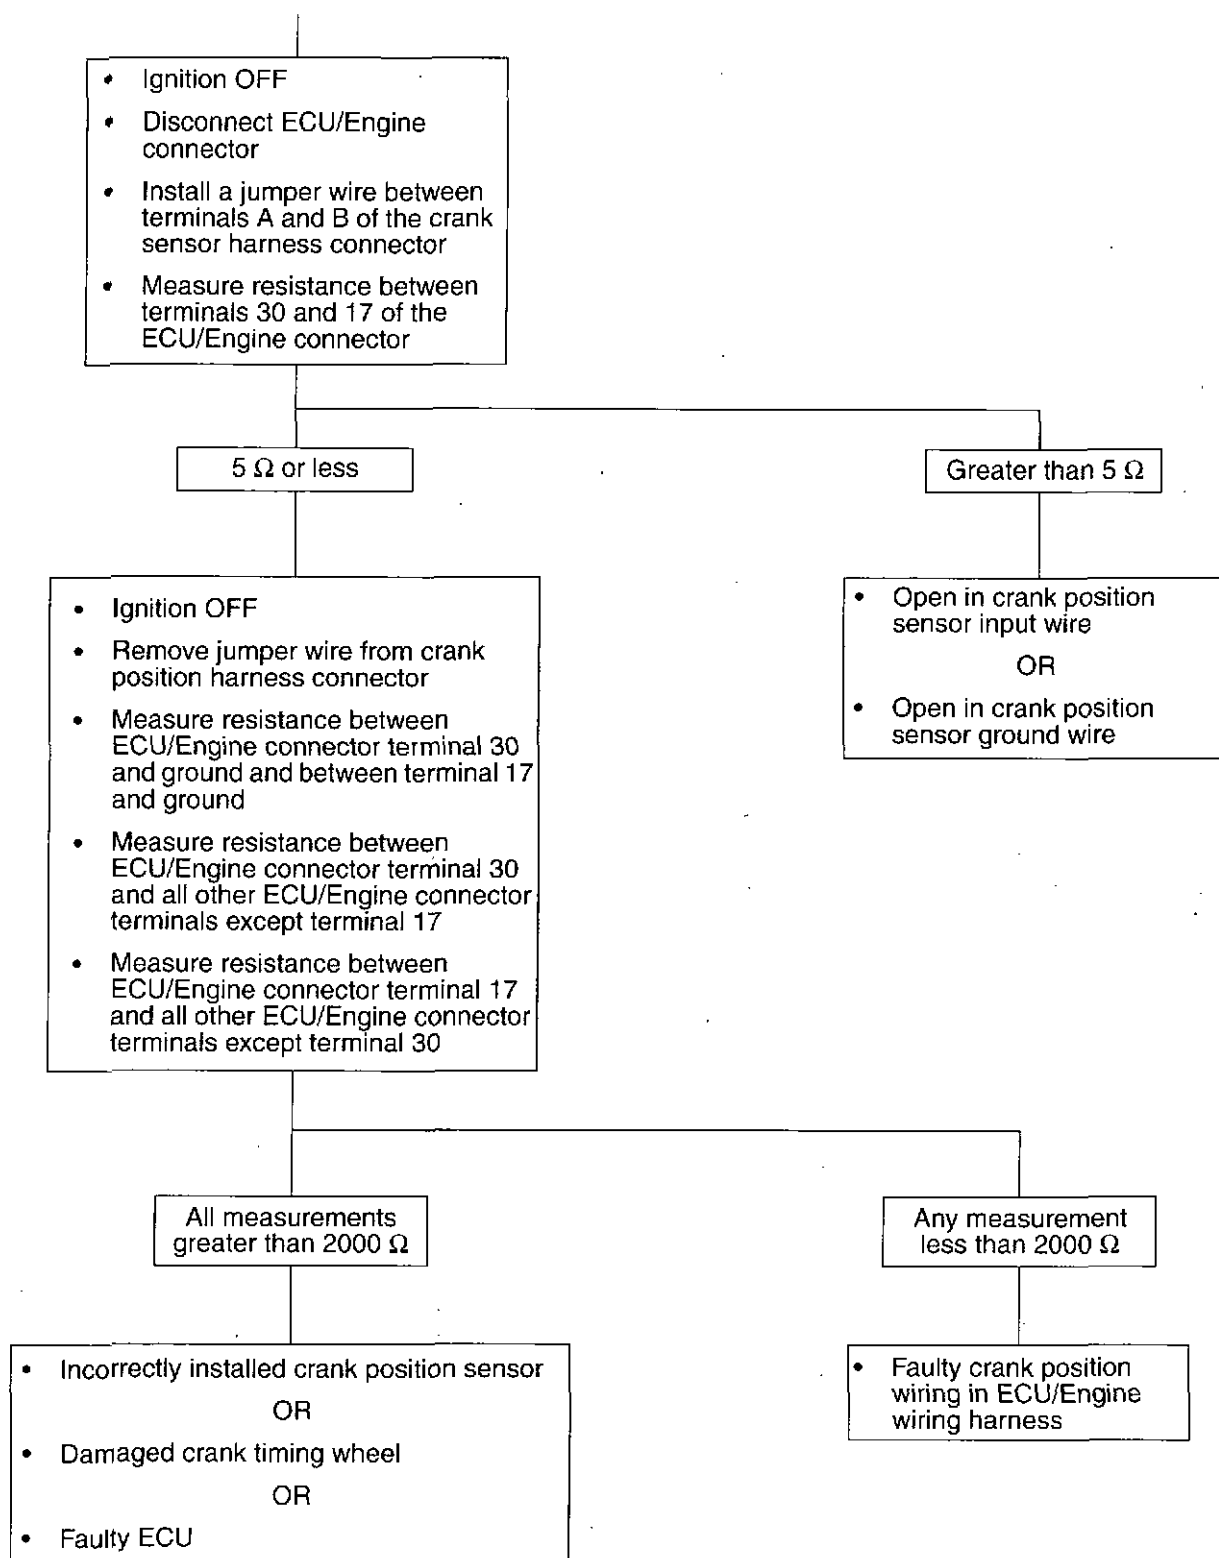 • Ignition OFF
• Disconnect ECU/Engine
connector
• Install a jumper wire between
terminals A and B of the crank
sensor harness connector
• Measure resistance between
terminals 30 and 17 of the
ECU/Engine connector
5 Ω or less
Greater than 5 Ω
• Ignition OFF
• Remove jumper wire from crank
position harness connector
• Measure resistance between
ECU/Engine connector terminal 30
and ground and between terminal 17
and ground
• Measure resistance between
ECU/Engine connector terminal 30
and all other ECU/Engine connector
terminals except terminal 17
• Measure resistance between
ECU/Engine connector terminal 17
and all other ECU/Engine connector
terminals except terminal 30
• Open in crank position
sensor input wire
OR
• Open in crank position
sensor ground wire
All measurements
greater than 2000 Ω
Any measurement
less than 2000 Ω
• Incorrectly installed crank position sensor
OR
• Damaged crank timing wheel
OR
• Faulty ECU
• Faulty crank position
wiring in ECU/Engine
wiring harness